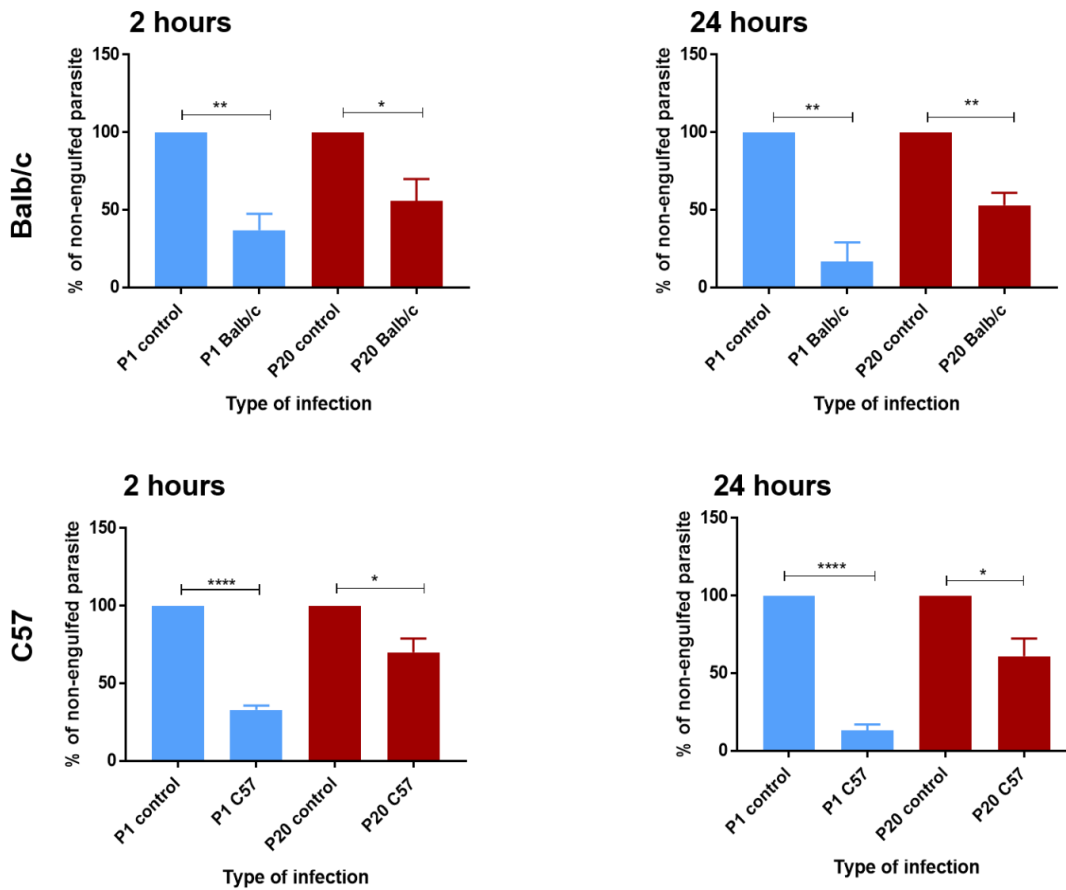 2 hours
Balb/c
% of non-engulfed parasite
150
100
50
0
**
*
P1 control
P1 Balb/c
P20 control
P20 Balb/c
Type of infection
24 hours
% of non-engulfed parasite
150
100
50
0
**
**
P1 control
P1 Balb/c
P20 control
P20 Balb/c
Type of infection
2 hours
C57
% of non-engulfed parasite
150
100
50
0
****
*
P1 control
P1 C57
P20 control
P20 C57
Type of infection
24 hours
% of non-engulfed parasite
150
100
50
0
****
*
P1 control
P1 C57
P20 control
P20 C57
Type of infection